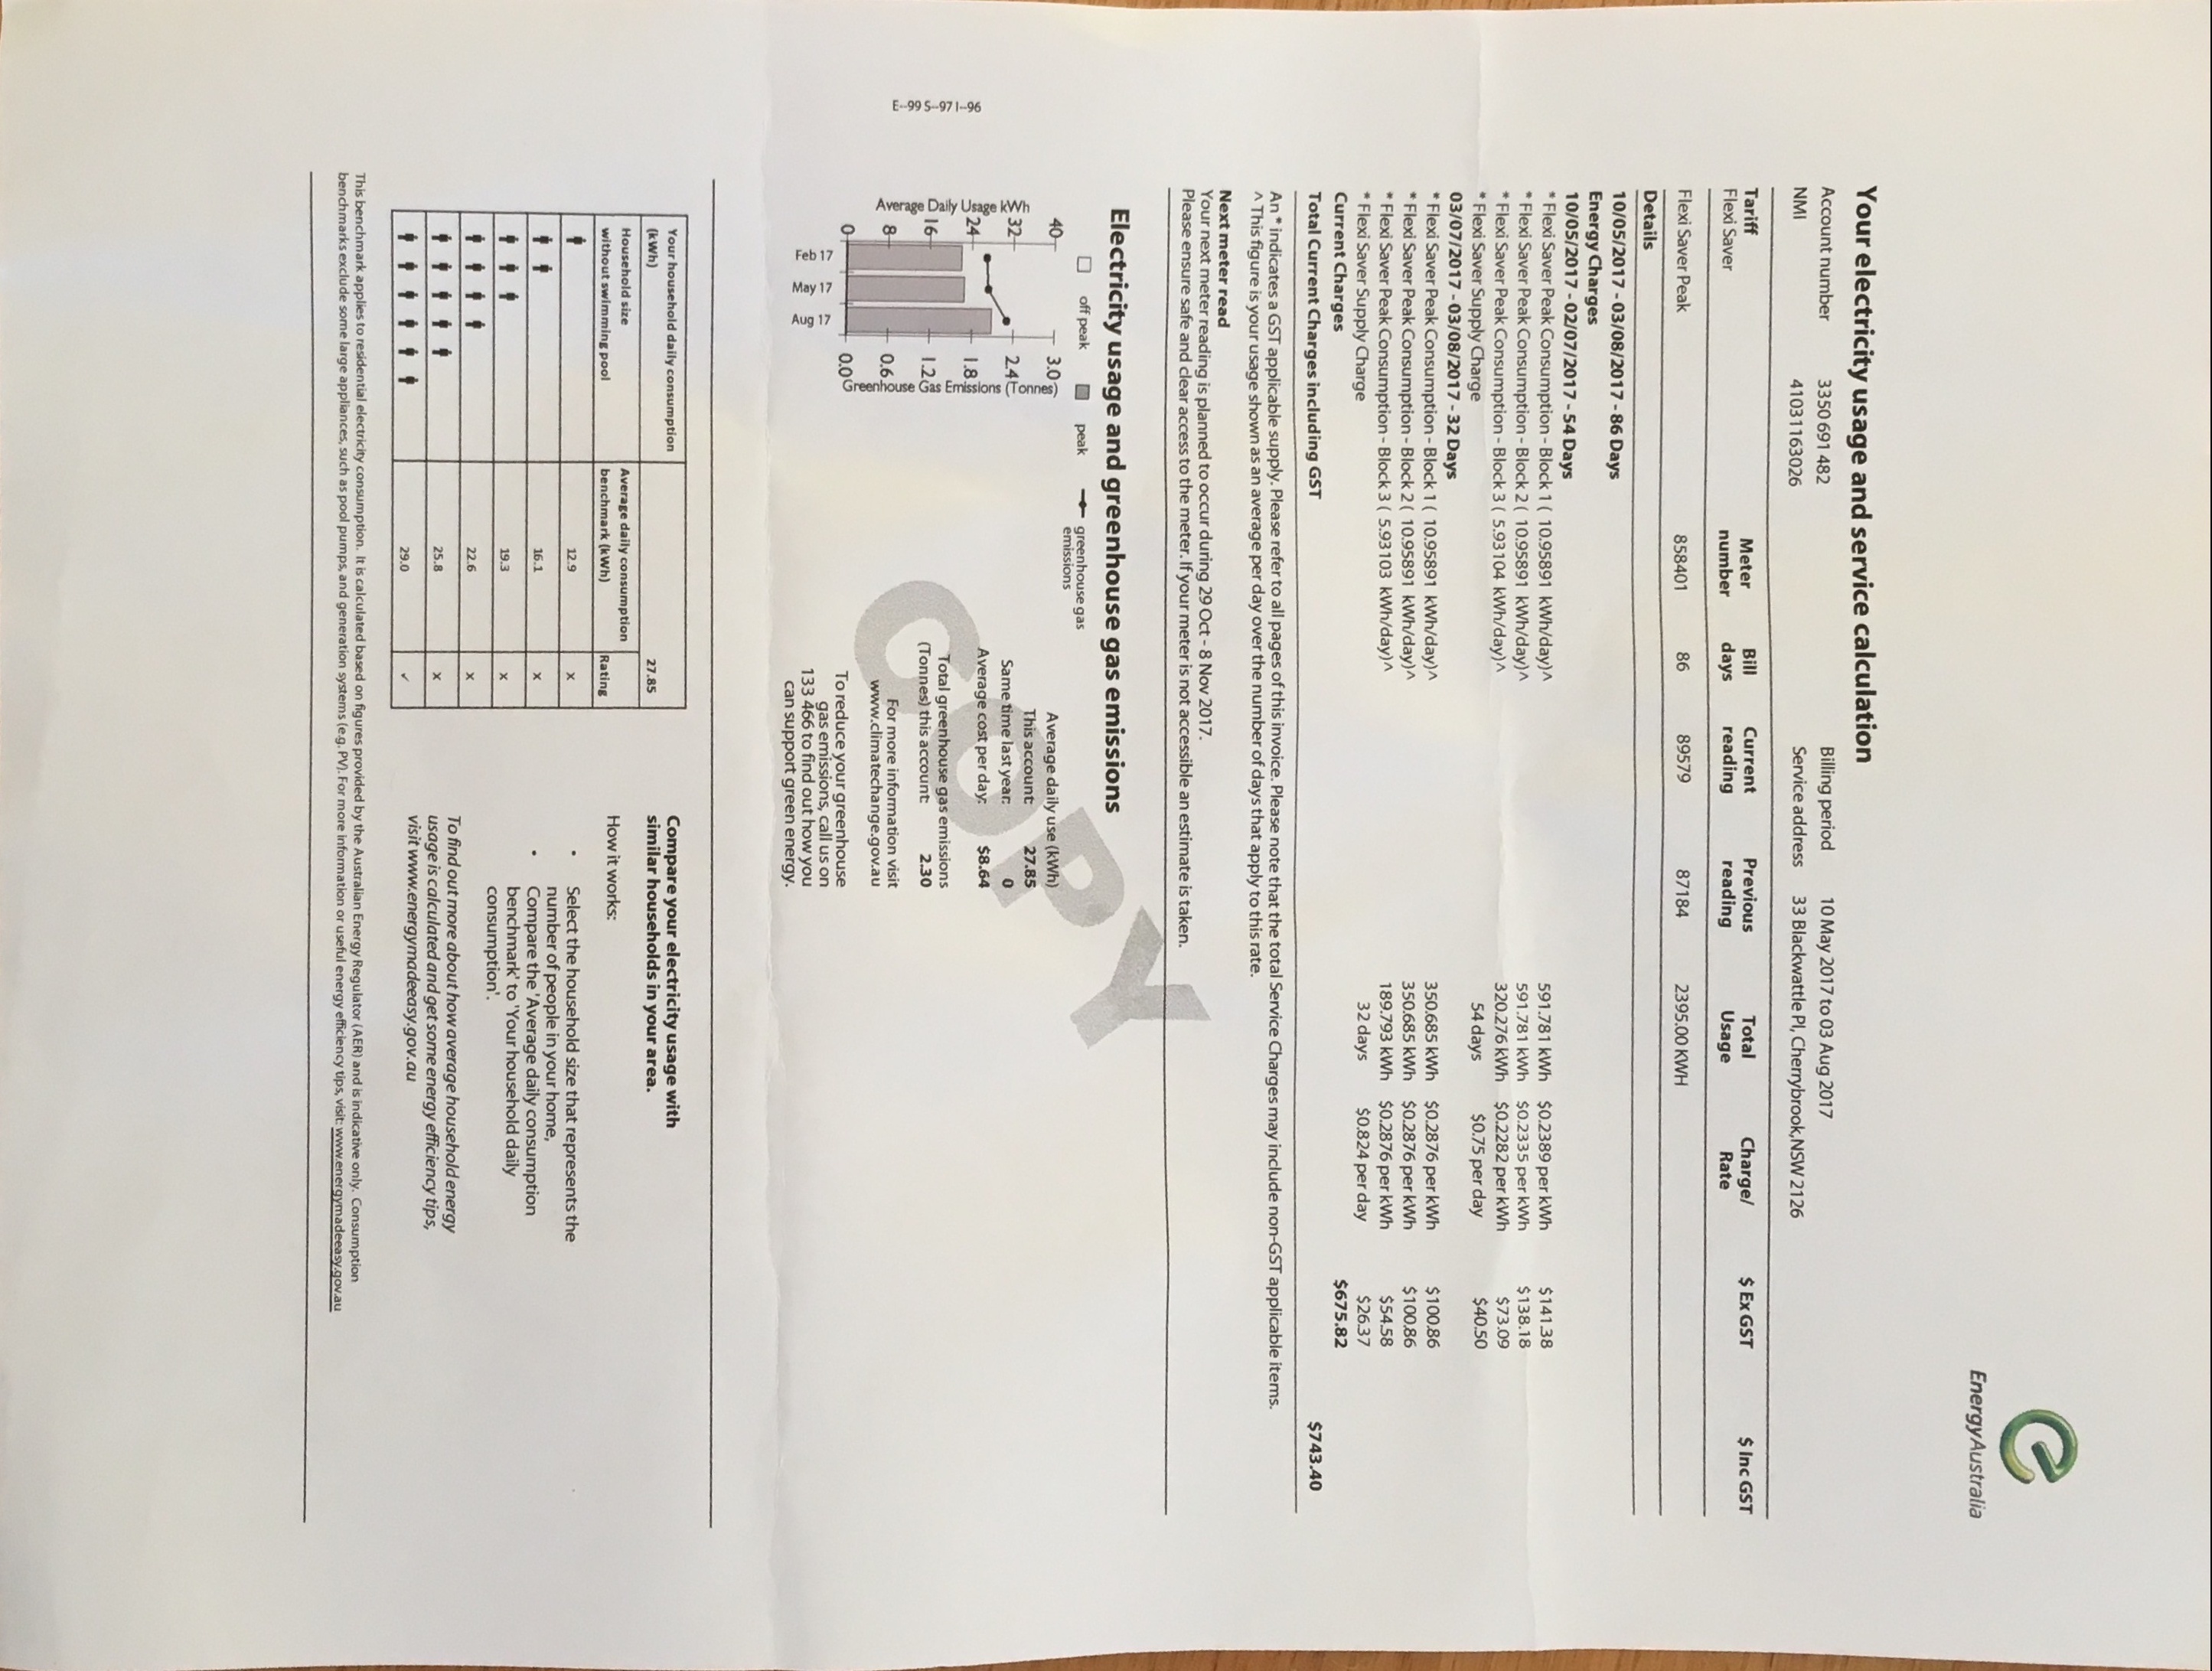 EnergyAustralia
Your electricity usage and service calculation
Account number 3350 691 482 Billing period 10 May 2017 to 03 Aug 2017
NMI 41031163026 Service address 33 Blackwattle Pl, Cherrybrook,NSW 2126
Tariff Meter number Bill days Current reading Previous reading Total Usage Charge/ Rate $ Ex GST $ Inc GST
Flexi Saver
Flexi Saver Peak 858401 86 89579 87184 2395.00 KWH
Details
10/05/2017 - 03/08/2017 - 86 Days
Energy Charges
10/05/2017 - 02/07/2017 - 54 Days
* Flexi Saver Peak Consumption - Block 1 ( 10.95891 kWh/day)^ 591.781 kWh $0.2389 per kWh $141.38
* Flexi Saver Peak Consumption - Block 2 ( 10.95891 kWh/day)^ 591.781 kWh $0.2335 per kWh $138.18
* Flexi Saver Peak Consumption - Block 3 ( 5.93104 kWh/day)^ 320.276 kWh $0.2282 per kWh $73.09
* Flexi Saver Supply Charge 54 days $0.75 per day $40.50
03/07/2017 - 03/08/2017 - 32 Days
* Flexi Saver Peak Consumption - Block 1 ( 10.95891 kWh/day)^ 350.685 kWh $0.2876 per kWh $100.86
* Flexi Saver Peak Consumption - Block 2 ( 10.95891 kWh/day)^ 350.685 kWh $0.2876 per kWh $100.86
* Flexi Saver Peak Consumption - Block 3 ( 5.93103 kWh/day)^ 189.793 kWh $0.2876 per kWh $54.58
* Flexi Saver Supply Charge 32 days $0.824 per day $26.37
Current Charges $675.82
Total Current Charges including GST $743.40
An * indicates a GST applicable supply. Please refer to all pages of this invoice. Please note that the total Service Charges may include non-GST applicable items.
^ This figure is your usage shown as an average per day over the number of days that apply to this rate.
Next meter read
Your next meter reading is planned to occur during 29 Oct - 8 Nov 2017.
Please ensure safe and clear access to the meter. If your meter is not accessible an estimate is taken.
COPY
Electricity usage and greenhouse gas emissions
off peak peak greenhouse gas emissions
Average Daily Usage kWh
40
32
24
16
8
0
Feb 17 May 17 Aug 17
3.0
2.4
1.8
1.2
0.6
0.0
Greenhouse Gas Emissions (Tonnes)
Average daily use (kWh)
This account: 27.85
Same time last year: 0
Average cost per day: $8.64
Total greenhouse gas emissions
(Tonnes) this account: 2.30
For more information visit
www.climatechange.gov.au
To reduce your greenhouse
gas emissions, call us on
133 466 to find out how you
can support green energy.
E--99 S--97 I--96
Your household daily consumption (kWh) 27.85
Household size without swimming pool Average daily consumption benchmark (kWh) Rating
12.9 x
16.1 x
19.3 x
22.6 x
25.8 x
29.0 ✓
Compare your electricity usage with
similar households in your area.
How it works:
• Select the household size that represents the
number of people in your home,
• Compare the 'Average daily consumption
benchmark' to 'Your household daily
consumption'.
To find out more about how average household energy
usage is calculated and get some energy efficiency tips,
visit www.energymadeeasy.gov.au
This benchmark applies to residential electricity consumption. It is calculated based on figures provided by the Australian Energy Regulator (AER) and is indicative only. Consumption
benchmarks exclude some large appliances, such as pool pumps, and generation systems (e.g. PV). For more information or useful energy efficiency tips, visit: www.energymadeeasy.gov.au